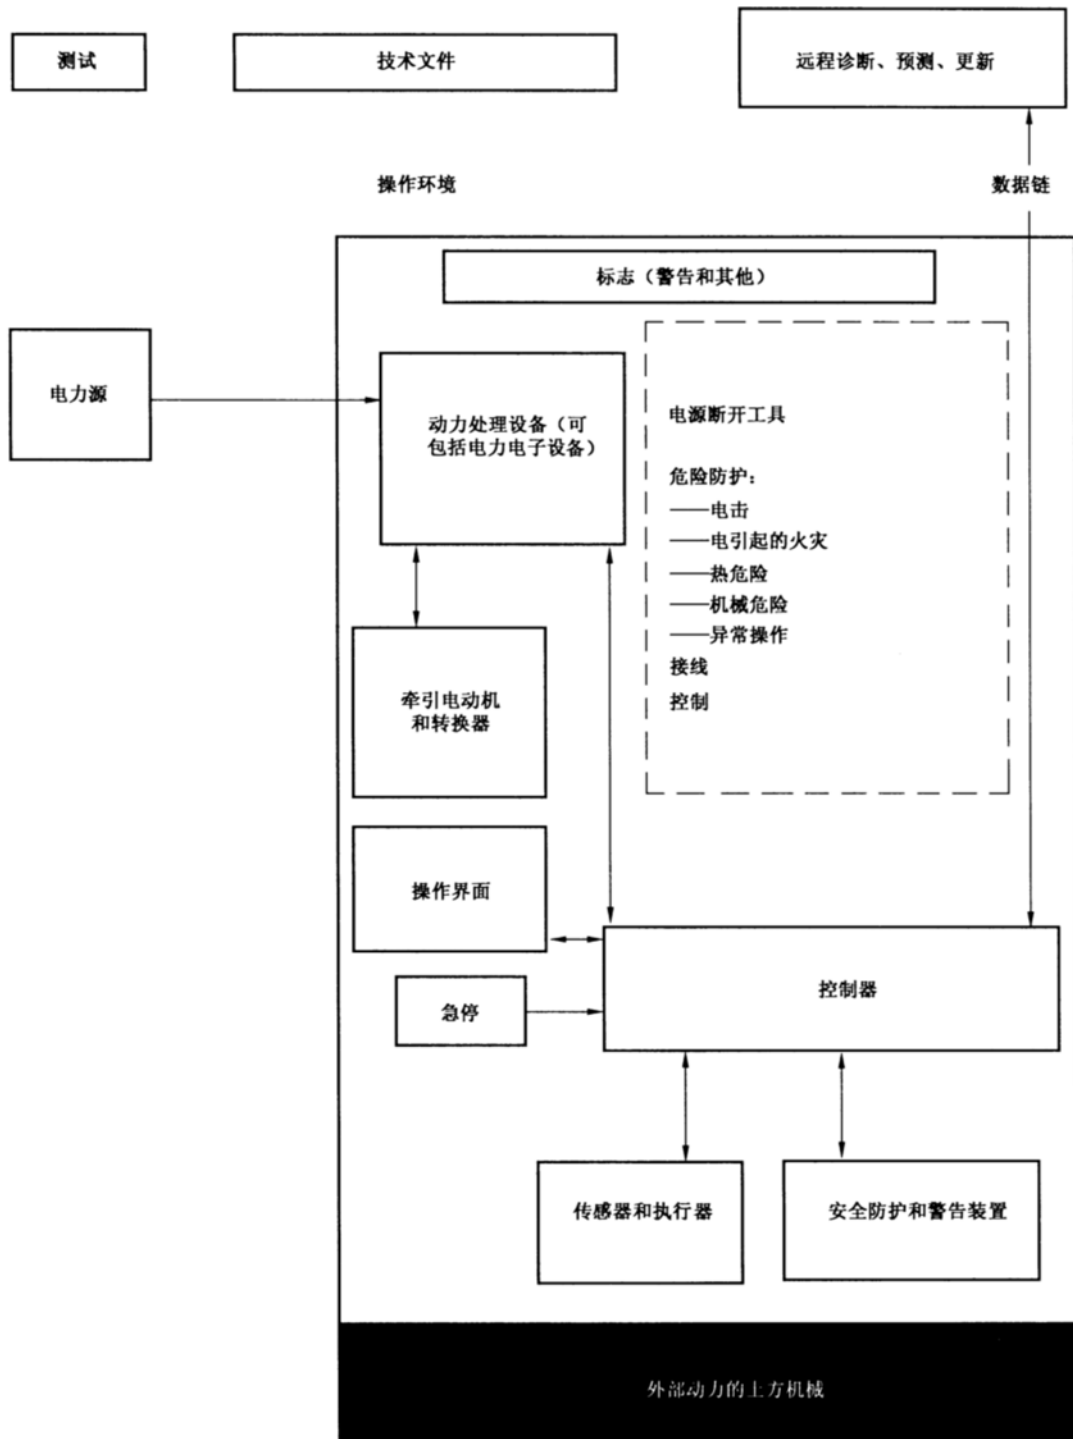 测试
技术文件
远程诊断、预测、更新
操作环境
数据链
标志（警告和其他）
电力源
动力处理设备（可
包括电力电子设备）
电源断开工具
危险防护：
——电击
——电引起的火灾
——热危险
——机械危险
——异常操作
接线
控制
牵引电动机
和转换器
操作界面
急停
控制器
传感器和执行器
安全防护和警告装置
外部动力的土方机械